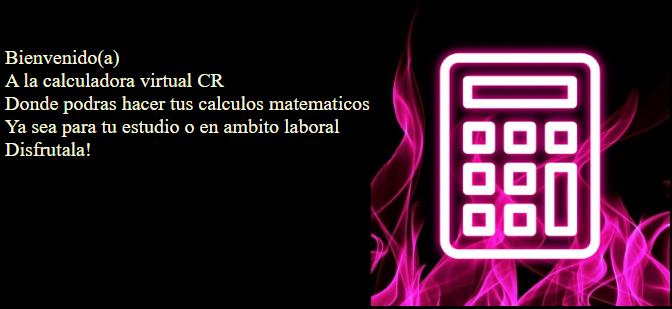 Bienvenido(a)
A la calculadora virtual CR
Donde podras hacer tus calculos matematicos
Ya sea para tu estudio o en ambito laboral
Disfrutala!